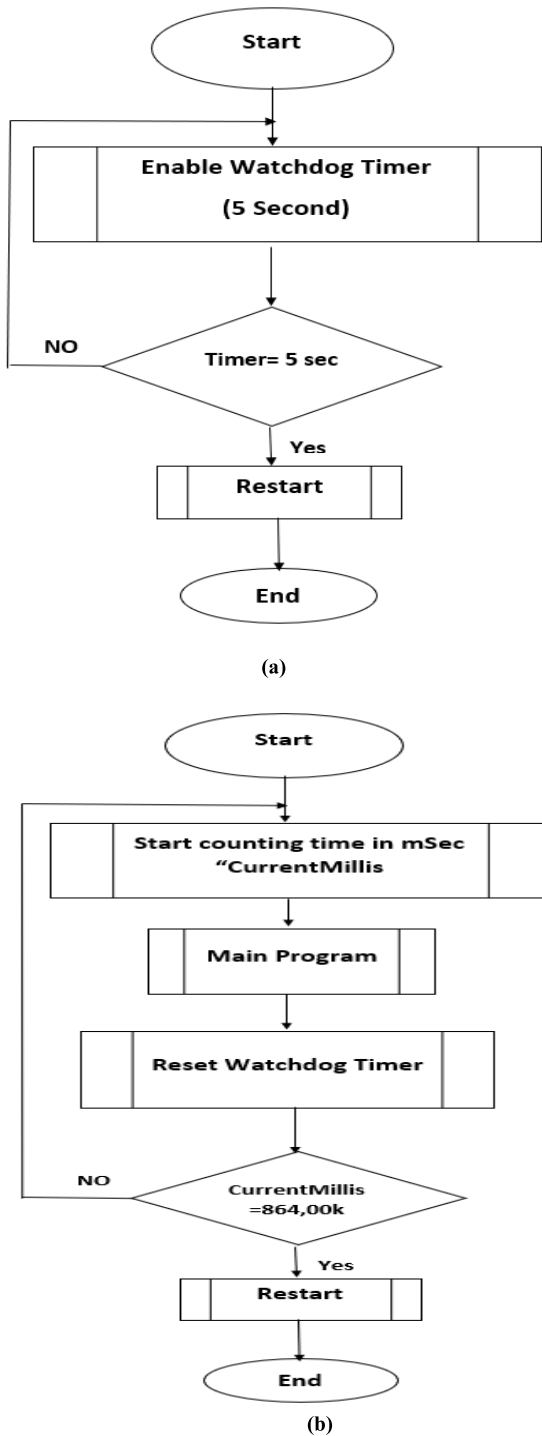 Start
Enable Watchdog Timer
(5 Second)
NO
Timer= 5 sec
Yes
Restart
End
(a)
Start
Start counting time in mSec
“CurrentMillis
Main Program
Reset Watchdog Timer
NO
CurrentMillis
=864,00k
Yes
Restart
End
(b)